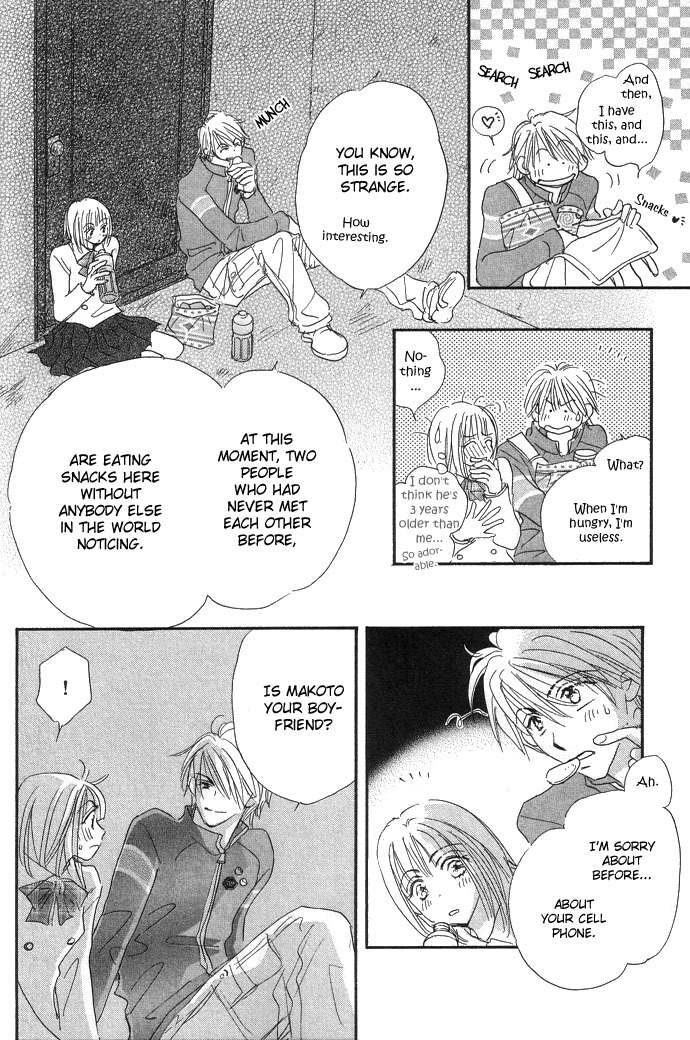 SEARCH
SEARCH
And
then,
I have
this, and
this, and...
Snacks
MUNCH
YOU KNOW,
THIS IS SO
STRANGE.
How
interesting.
What?
When I'm
hungry, I'm
useless.
No-
thing
...
I don't
think he's
3 years
older than
me...
So ador-
able.
AT THIS
MOMENT, TWO
PEOPLE
WHO HAD
NEVER MET
EACH OTHER
BEFORE,
ARE EATING
SNACKS HERE
WITHOUT
ANYBODY ELSE
IN THE WORLD
NOTICING.
Ah.
I'M SORRY
ABOUT
BEFORE...
ABOUT
YOUR CELL
PHONE.
IS MAKOTO
YOUR BOY-
FRIEND?
!